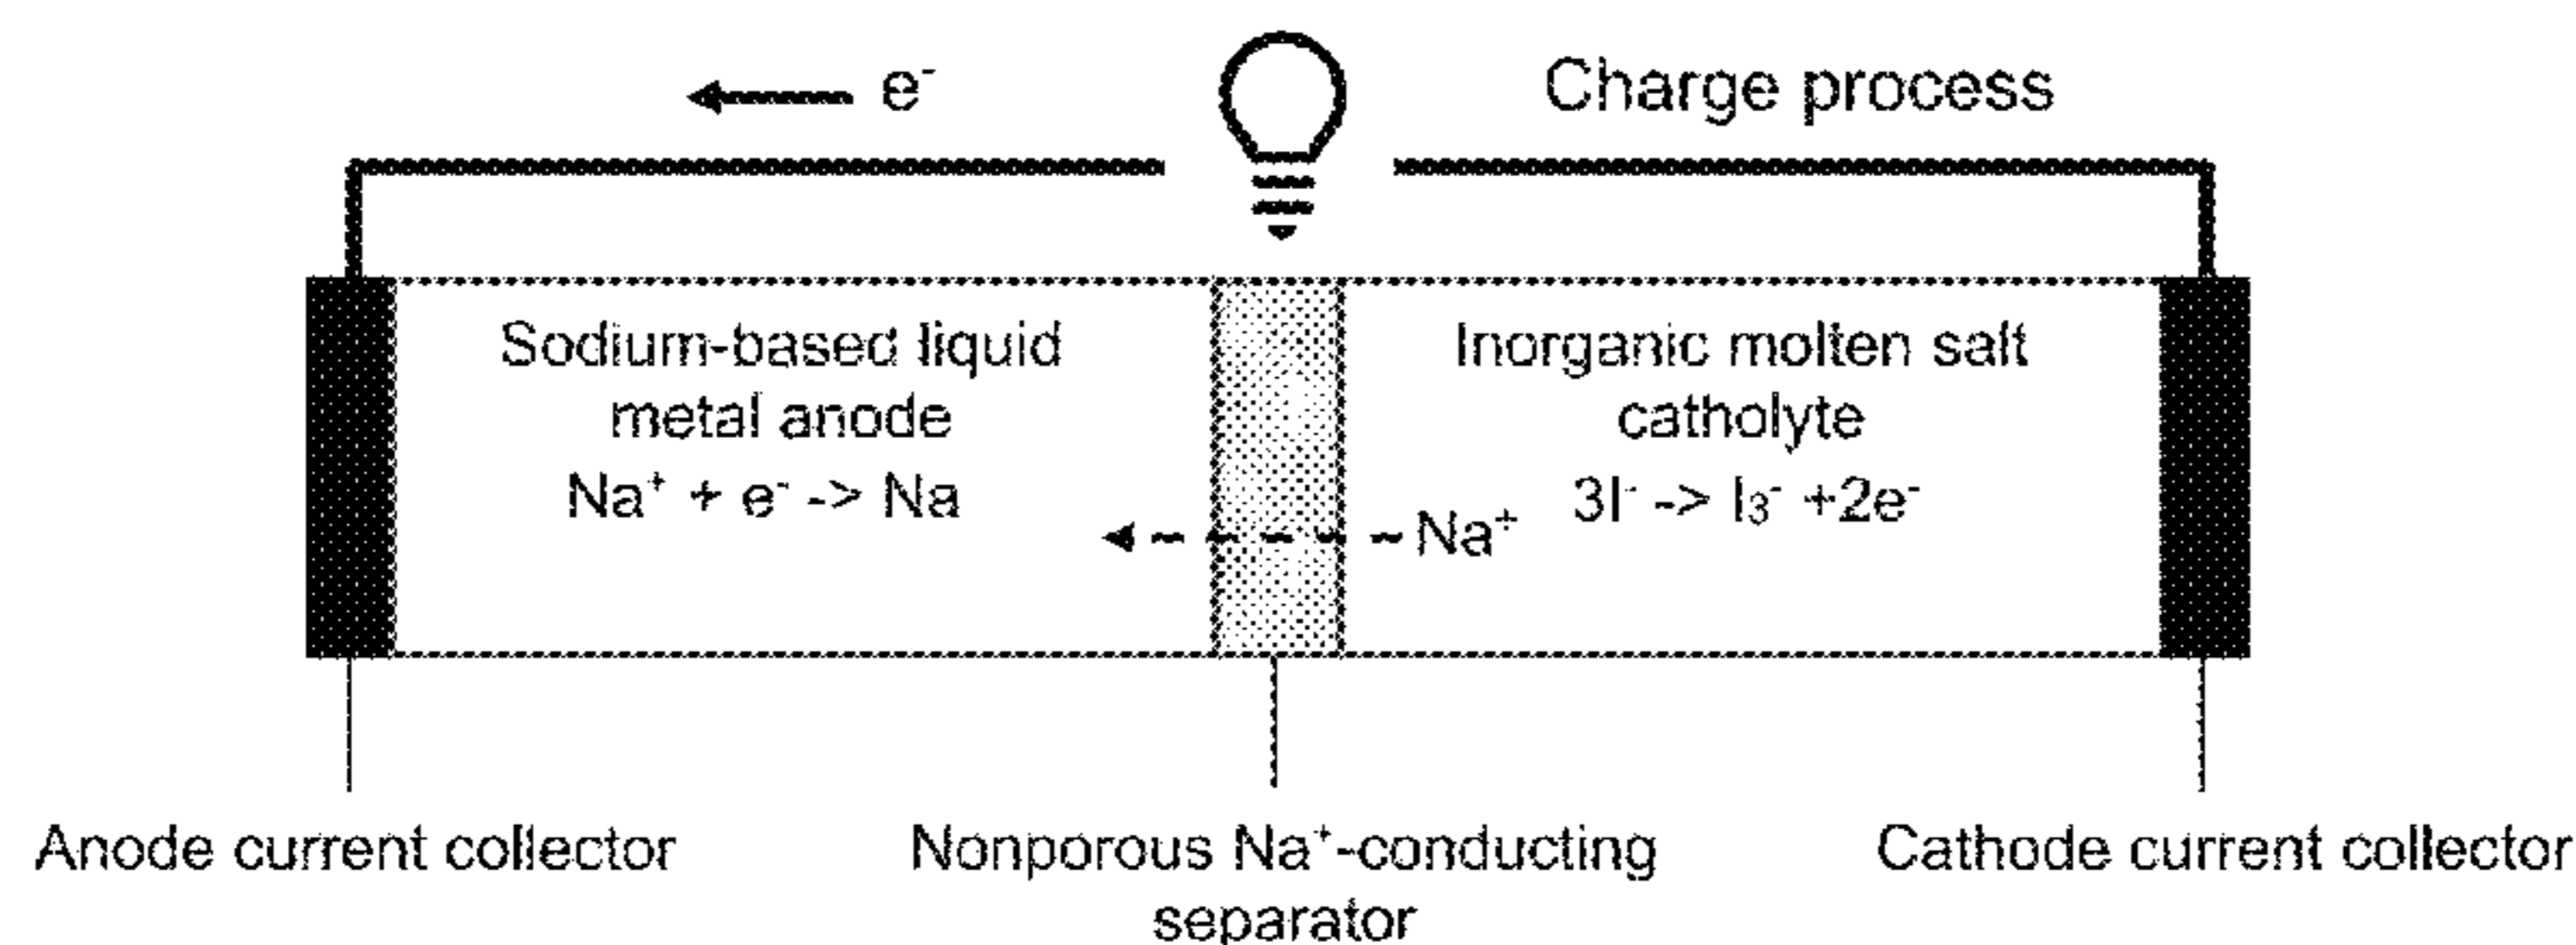 e⁻
Charge process
Sodium-based liquid
metal anode
Na⁺ + e⁻ -> Na
Inorganic molten salt
catholyte
3I⁻ -> I₃⁻ +2e⁻
Na⁺
Anode current collector
Nonporous Na⁺-conducting
separator
Cathode current collector